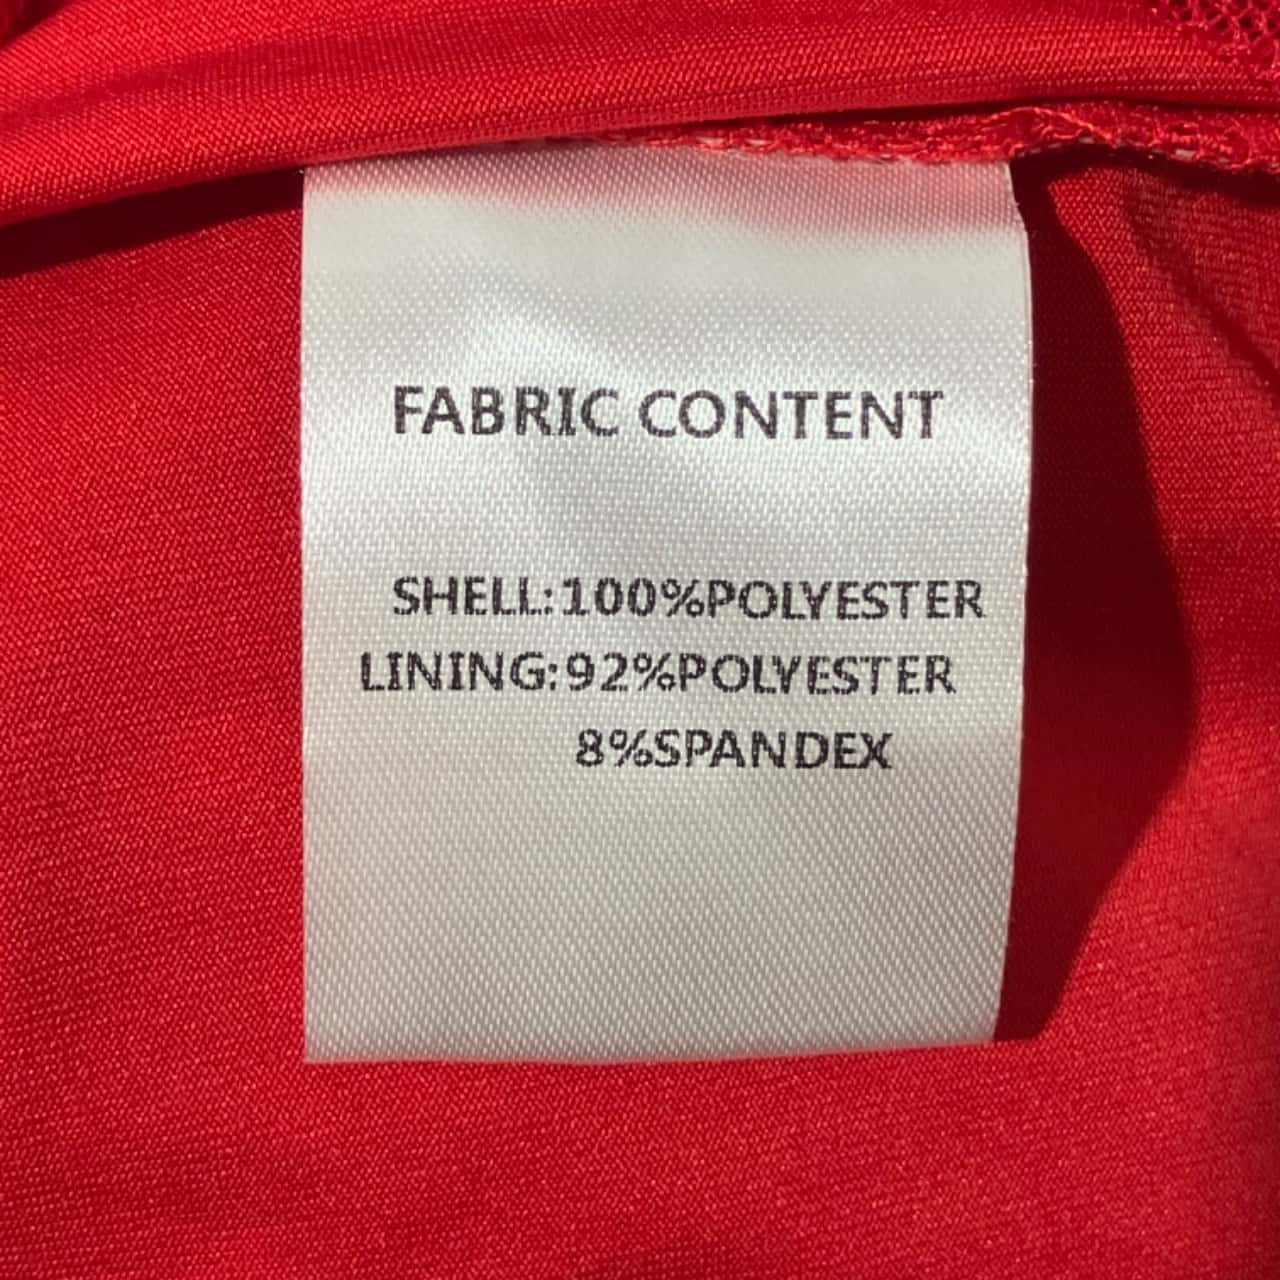 FABRIC CONTENT
SHELL:100%POLYESTER
LINING:92%POLYESTER
8%SPANDEX